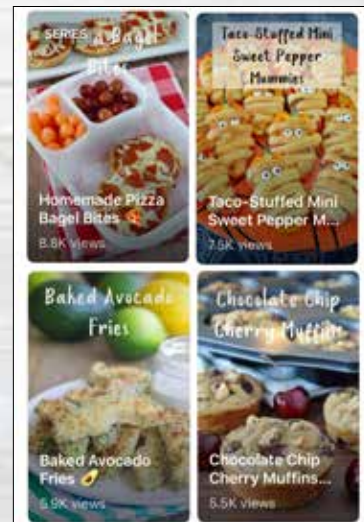 SERIES
a Bagel
Bites
Homemade Pizza
Bagel Bites 🍕
8.8K views
Taco-Stuffed Mini
Sweet Pepper
Mummies
Taco-Stuffed Mini
Sweet Pepper M...
7.5K views
Baked Avocado
Fries
Baked Avocado
Fries 🥑
5.9K views
Chocolate Chip
Cherry Muffins
Chocolate Chip
Cherry Muffins...
5.5K views